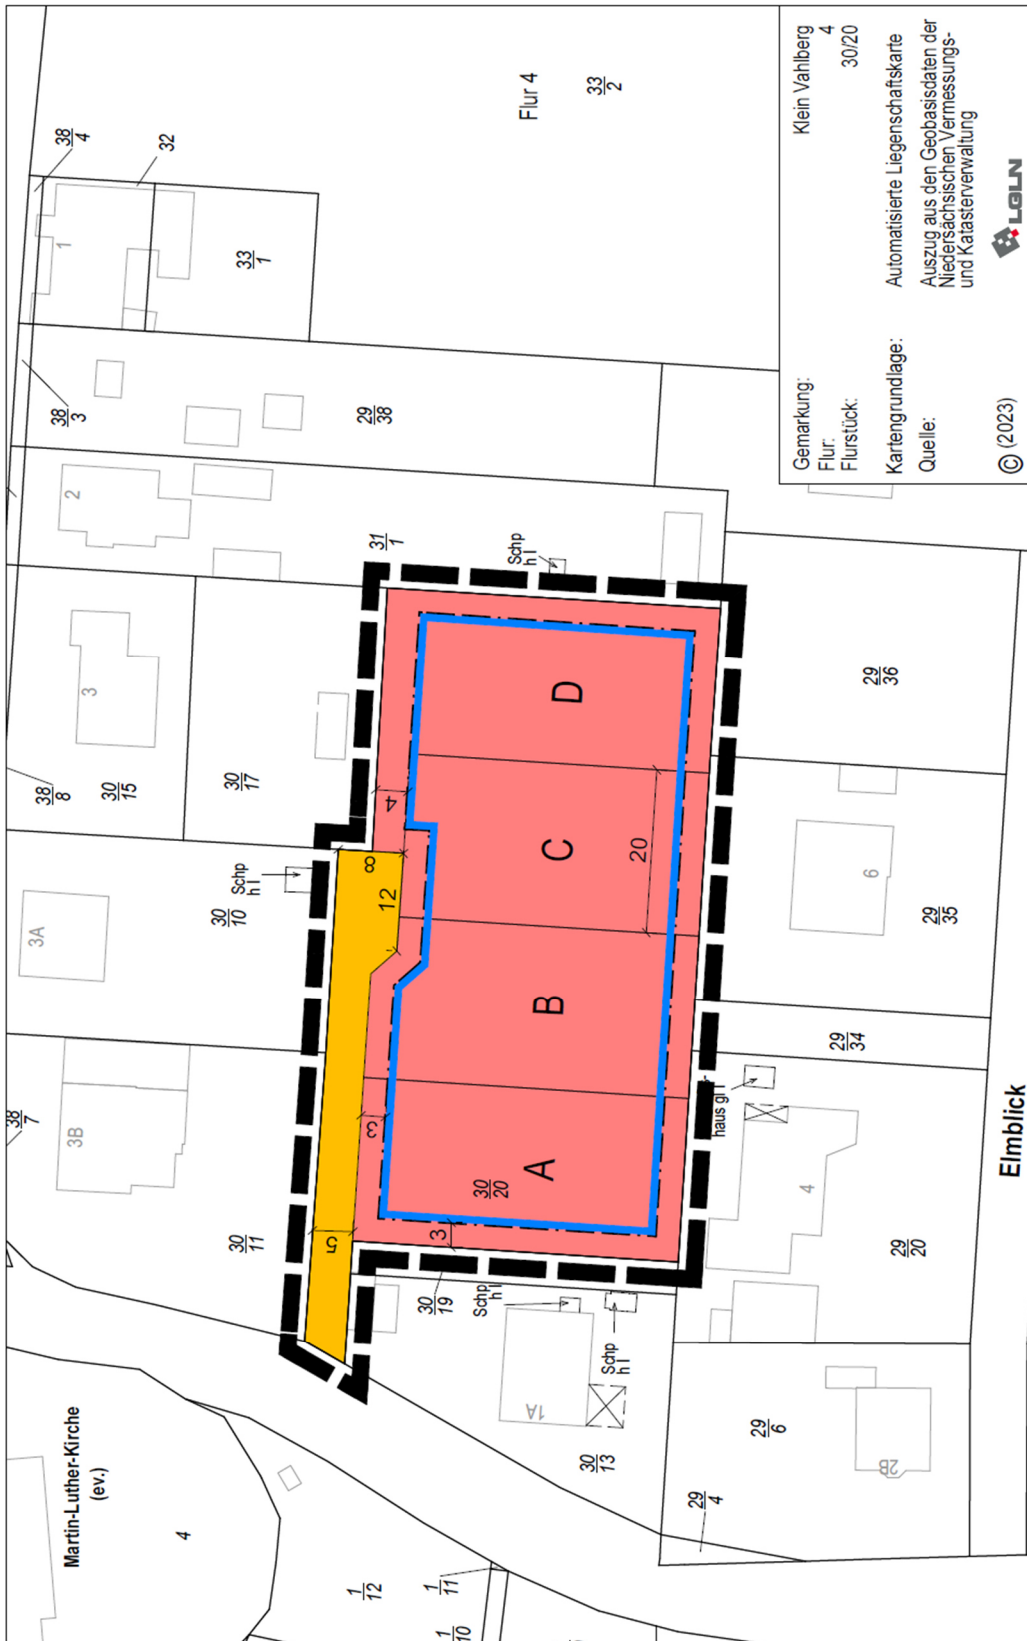 Martin-Luther-Kirche
(ev.)
4
38
7
3B
3A
38
8
30
15
3
2
38
3
1
38
4
32
33
1
29
38
Flur 4
33
2
30
11
30
10
Schp
h l
30
17
31
1
Schp
h l
5
8
12
4
3
3
20
A
B
C
D
30
20
30
19
Schp
h l
Schp
h l
1A
30
13
1
12
1
11
1
10
29
4
29
6
2B
29
20
4
haus gh
29
34
29
35
6
29
36
Elmblick
Gemarkung: Klein Vahlberg
Flur: 4
Flurstück: 30/20
Kartengrundlage: Automatisierte Liegenschaftskarte
Quelle: Auszug aus den Geobasisdaten der
Niedersächsischen Vermessungs-
und Katasterverwaltung
© (2023)
LGLN